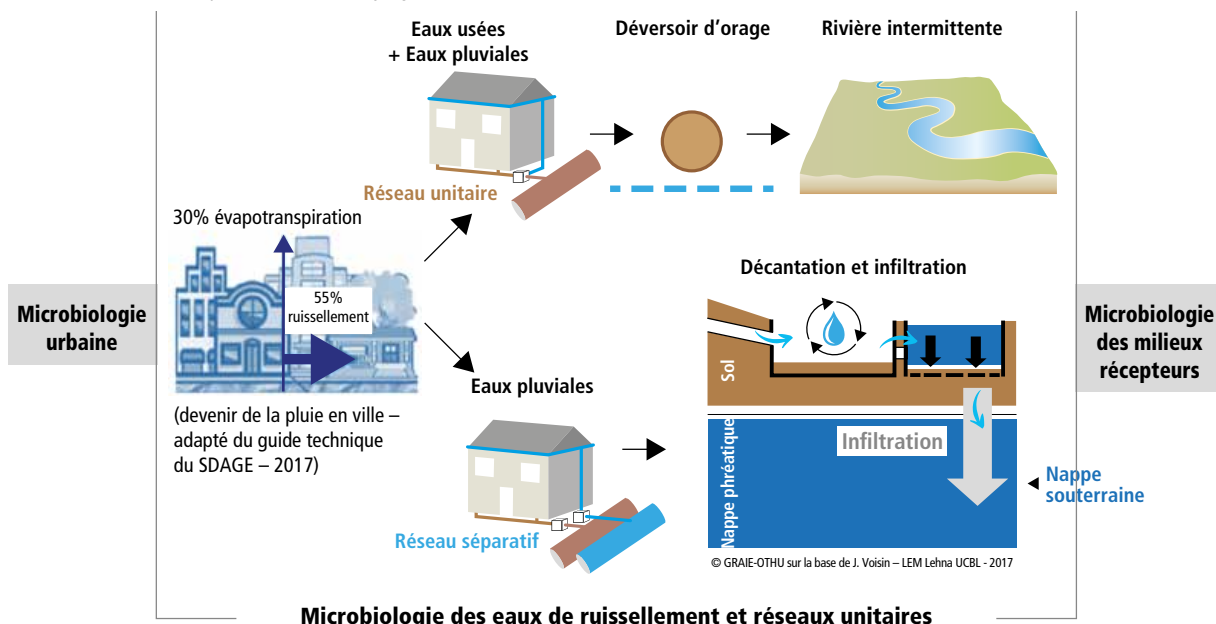 Eaux usées
+ Eaux pluviales
Déversoir d'orage
Rivière intermittente
Réseau unitaire
30% évapotranspiration
55%
ruissellement
(devenir de la pluie en ville –
adapté du guide technique
du SDAGE – 2017)
Microbiologie
urbaine
Eaux pluviales
Réseau séparatif
Décantation et infiltration
Sol
Infiltration
Nappe phréatique
Nappe
souterraine
© GRAIE-OTHU sur la base de J. Voisin – LEM Lehna UCBL - 2017
Microbiologie
des milieux
récepteurs
Microbiologie des eaux de ruissellement et réseaux unitaires